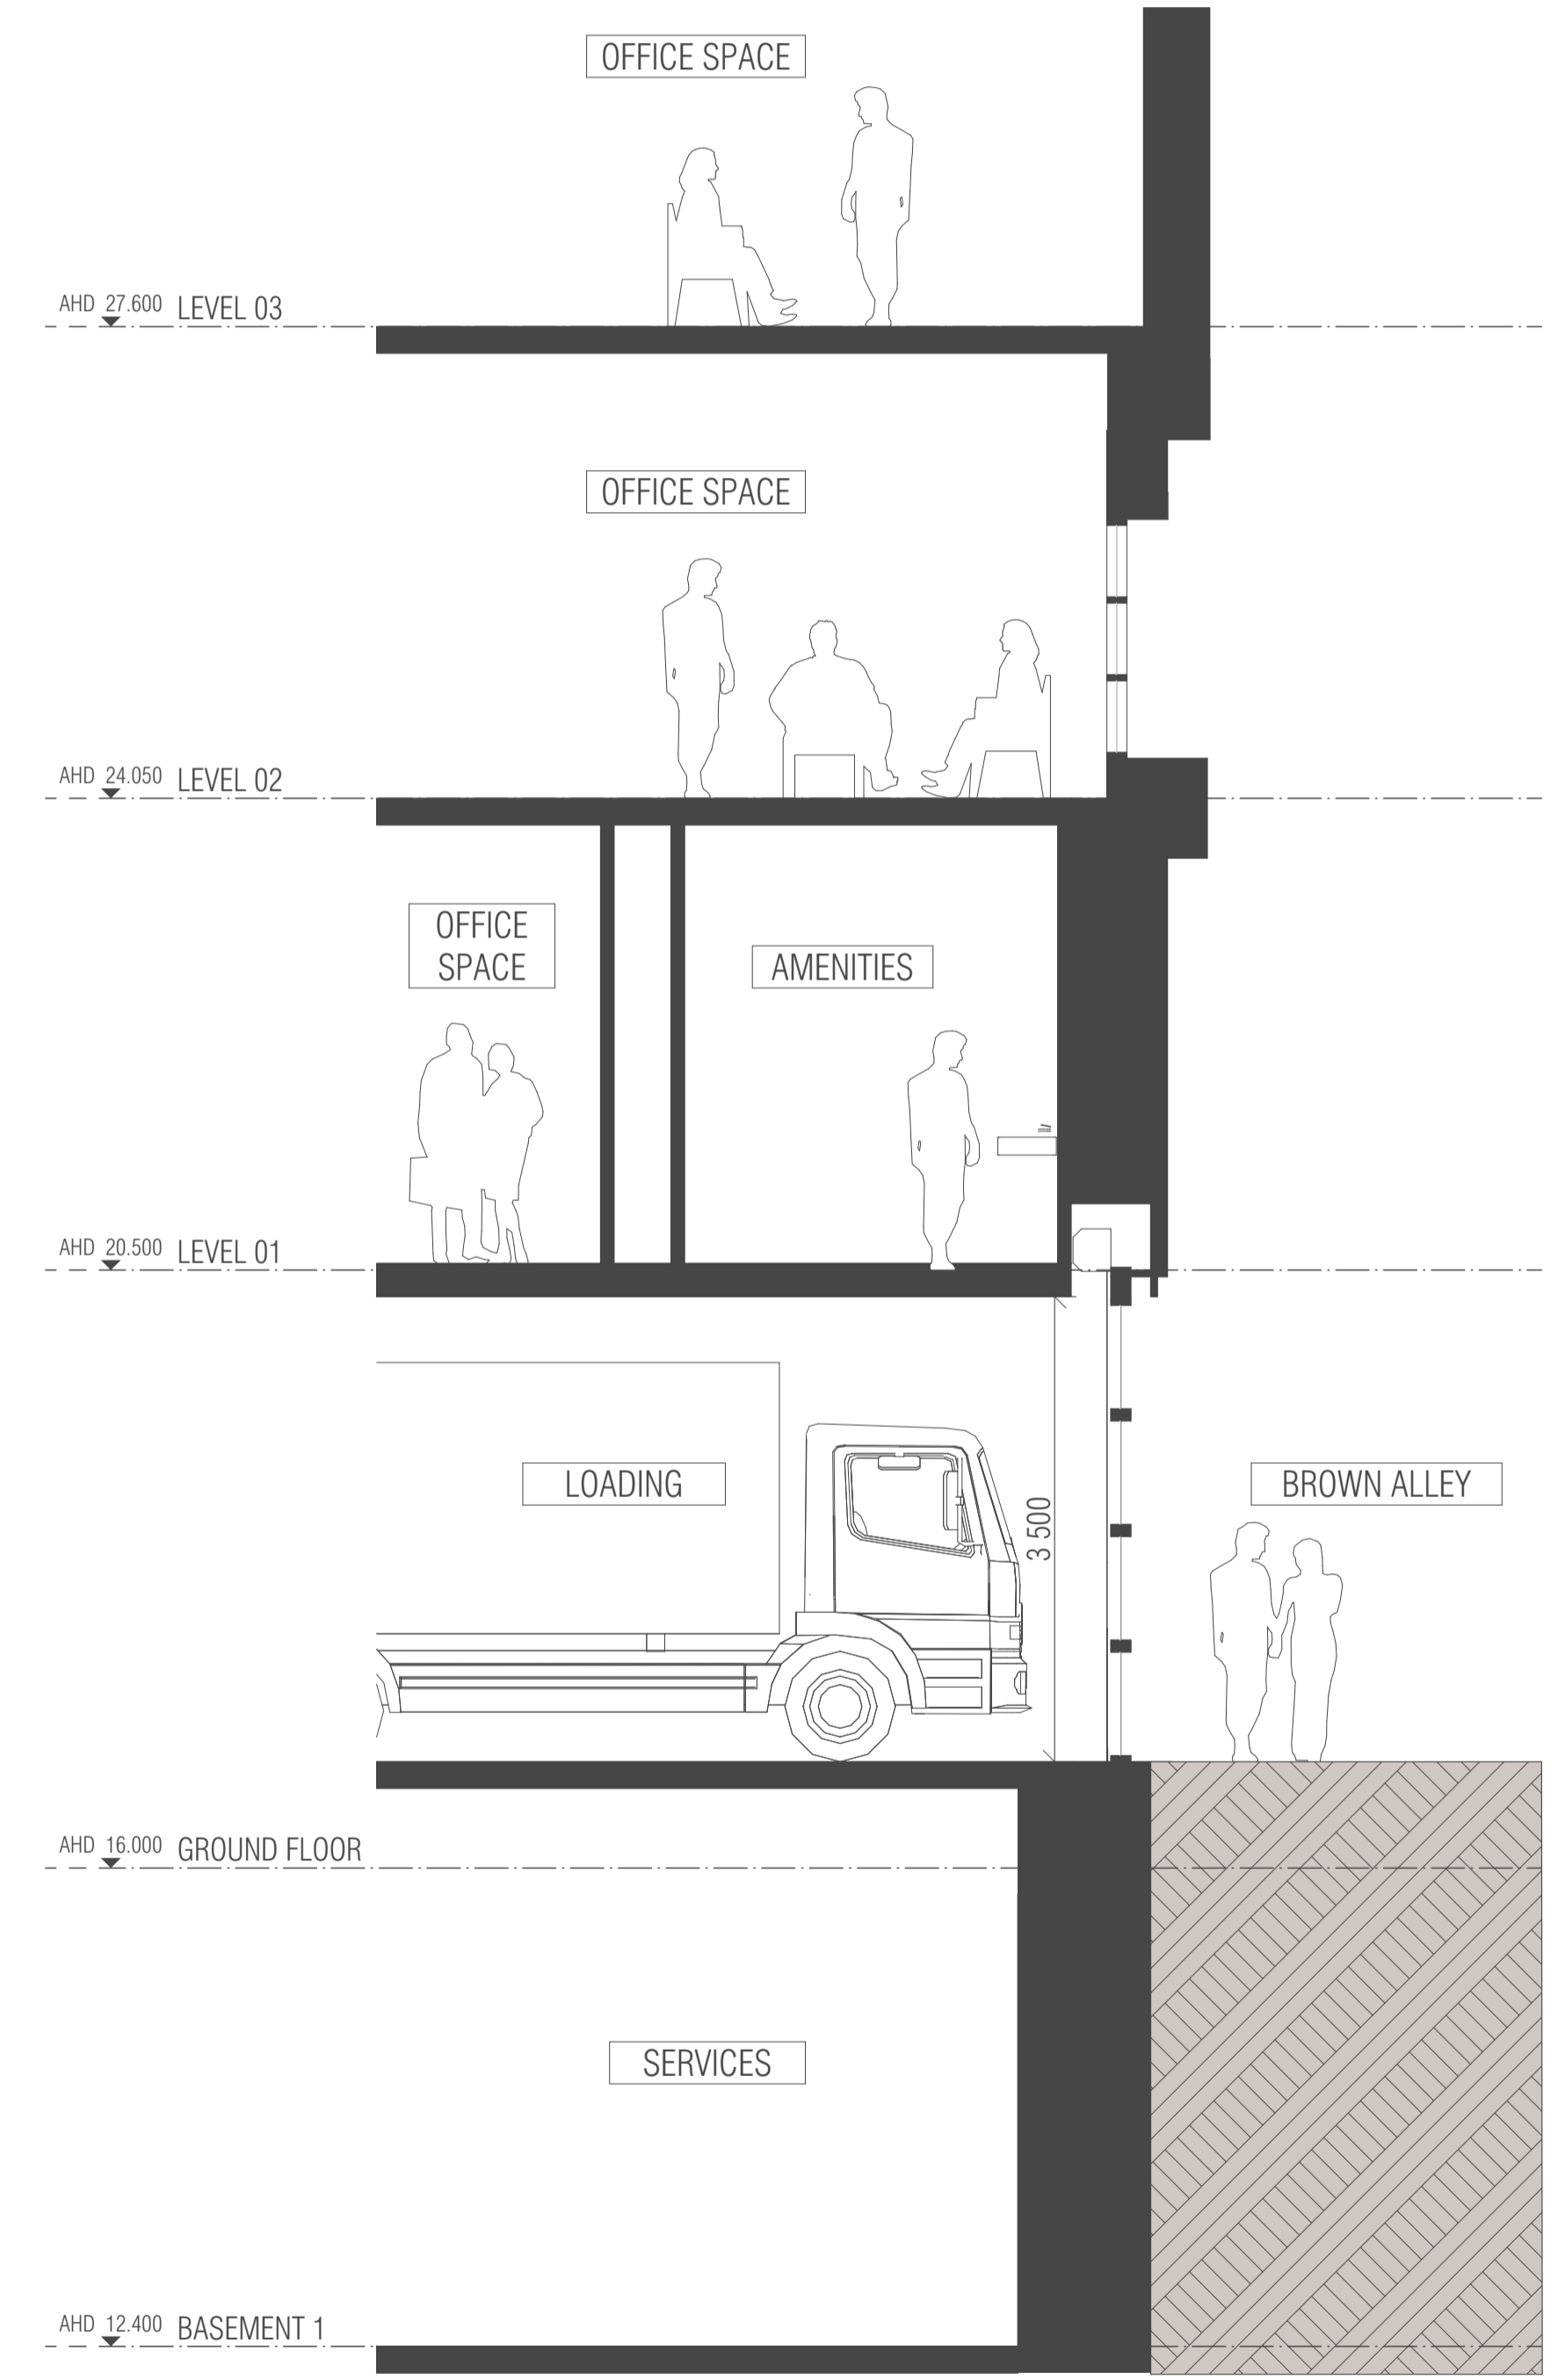 OFFICE SPACE
AHD 27.600 LEVEL 03
OFFICE SPACE
AHD 24.050 LEVEL 02
OFFICE
SPACE
AMENITIES
AHD 20.500 LEVEL 01
LOADING
3 500
BROWN ALLEY
AHD 16.000 GROUND FLOOR
SERVICES
AHD 12.400 BASEMENT 1